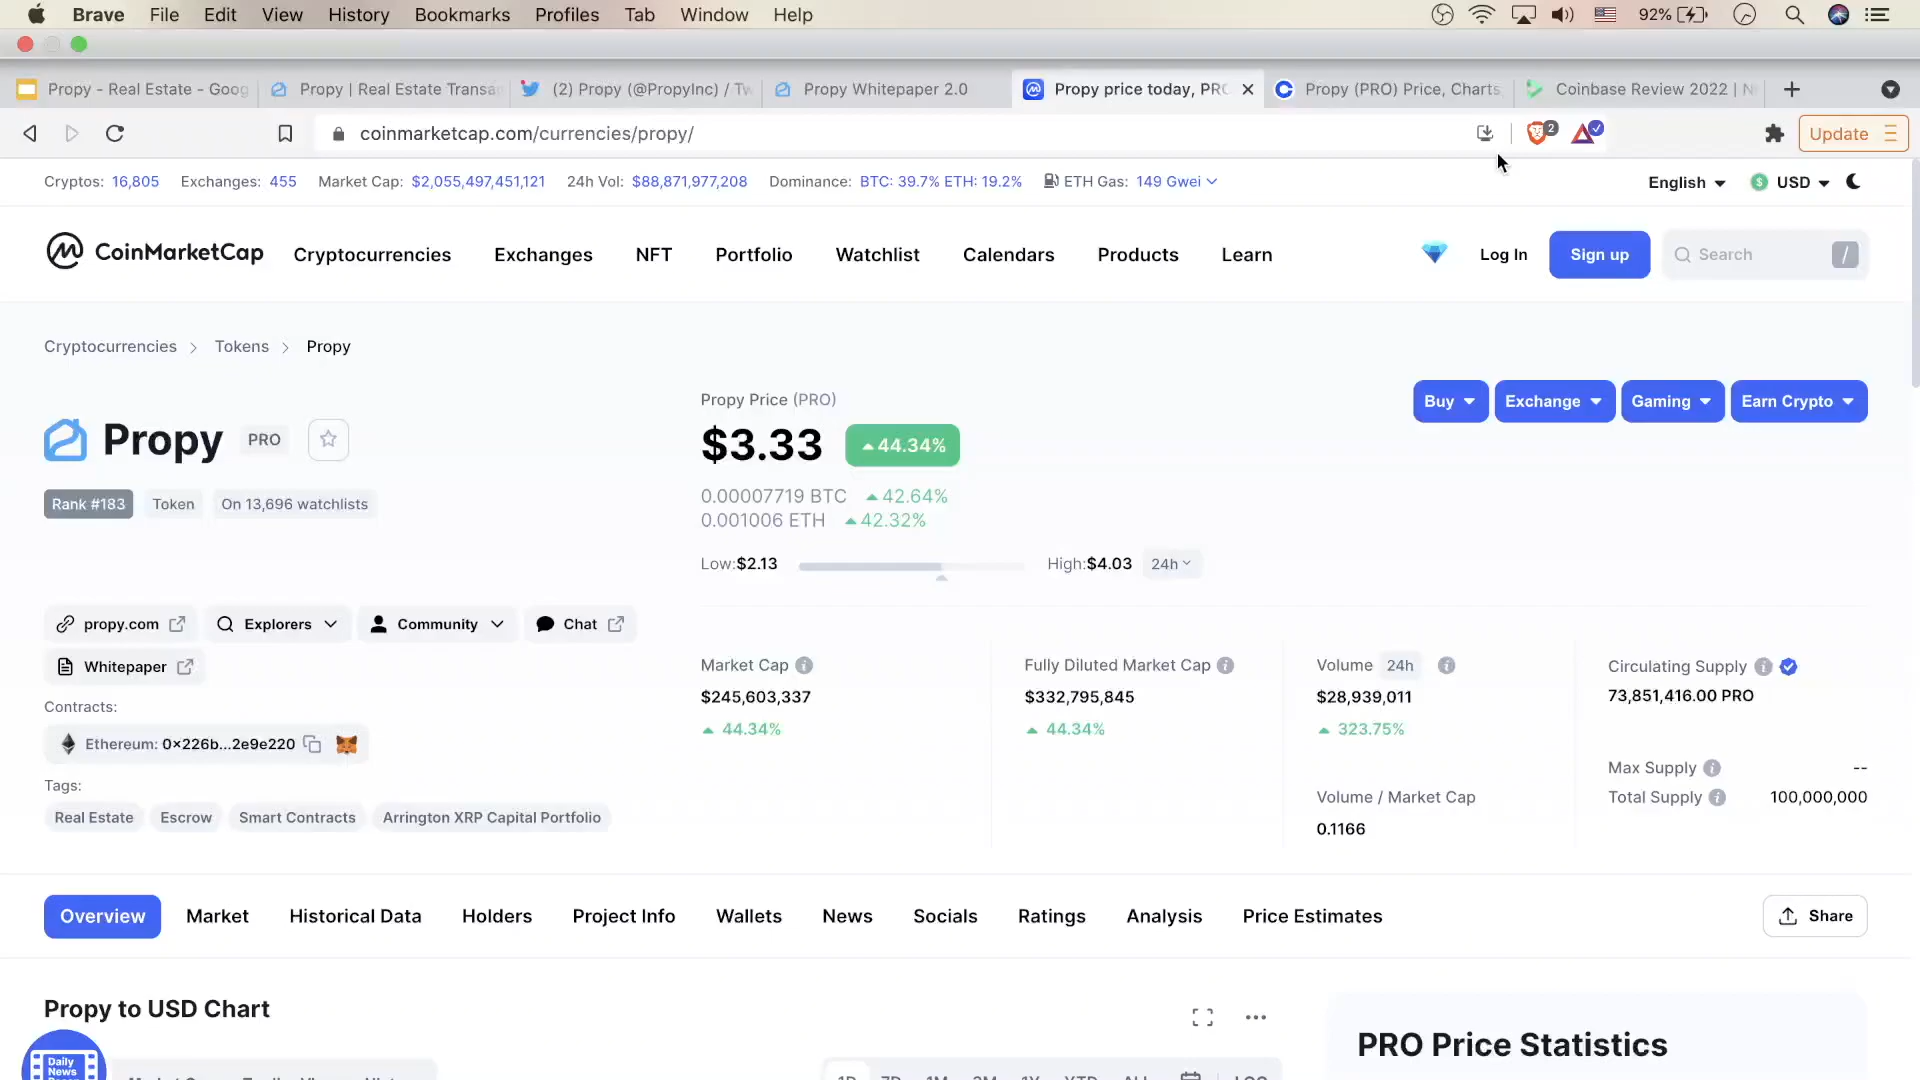 Brave File Edit View History Bookmarks Profiles Tab Window Help 92%
Propy - Real Estate - Goog Propy | Real Estate Transa (2) Propy (@PropyInc) / Tw Propy Whitepaper 2.0 Propy price today, PRO Propy (PRO) Price, Charts, Coinbase Review 2022 | N
coinmarketcap.com/currencies/propy/ 2 Update
Cryptos: 16,805 Exchanges: 455 Market Cap: $2,055,497,451,121 24h Vol: $88,871,977,208 Dominance: BTC: 39.7% ETH: 19.2% ETH Gas: 149 Gwei English $ USD
CoinMarketCap Cryptocurrencies Exchanges NFT Portfolio Watchlist Calendars Products Learn Log In Sign up Search /
Cryptocurrencies > Tokens > Propy
Propy Price (PRO)
Buy Exchange Gaming Earn Crypto
Propy PRO
$3.33 44.34%
Rank #183 Token On 13,696 watchlists
0.00007719 BTC 42.64%
0.001006 ETH 42.32%
Low:$2.13 High:$4.03 24h
propy.com Explorers Community Chat
Whitepaper
Contracts:
Ethereum: 0x226b...2e9e220
Tags:
Real Estate Escrow Smart Contracts Arrington XRP Capital Portfolio
Market Cap
$245,603,337
44.34%
Fully Diluted Market Cap
$332,795,845
44.34%
Volume 24h
$28,939,011
323.75%
Volume / Market Cap
0.1166
Circulating Supply
73,851,416.00 PRO
Max Supply --
Total Supply 100,000,000
Overview Market Historical Data Holders Project Info Wallets News Socials Ratings Analysis Price Estimates Share
Propy to USD Chart
PRO Price Statistics
Daily
News